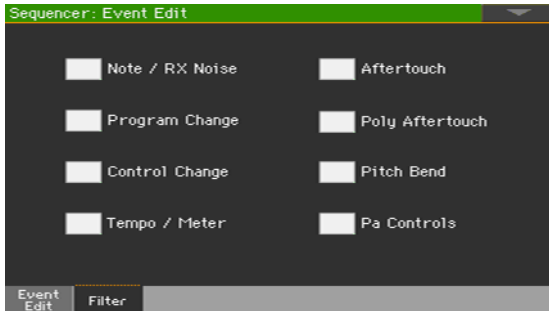 Sequencer: Event Edit
Note / RX Noise
Aftertouch
Program Change
Poly Aftertouch
Control Change
Pitch Bend
Tempo / Meter
Pa Controls
Event
Edit
Filter